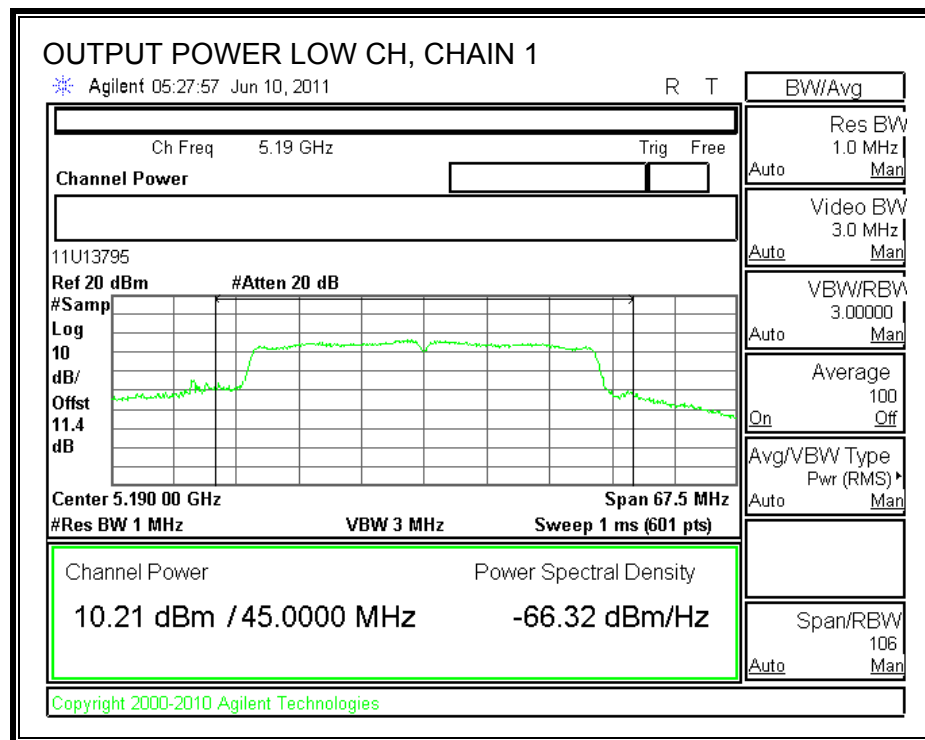 OUTPUT POWER LOW CH, CHAIN 1
Agilent 05:27:57 Jun 10, 2011 R T
Ch Freq 5.19 GHz Trig Free
Channel Power
11U13795
Ref 20 dBm #Atten 20 dB
#Samp
Log
10
dB/
Offst
11.4
dB
Center 5.190 00 GHz Span 67.5 MHz
#Res BW 1 MHz VBW 3 MHz Sweep 1 ms (601 pts)
Channel Power Power Spectral Density
10.21 dBm / 45.0000 MHz -66.32 dBm/Hz
Copyright 2000-2010 Agilent Technologies
BW/Avg
Res BW
1.0 MHz
Auto Man
Video BW
3.0 MHz
Auto Man
VBW/RBW
3.00000
Auto Man
Average
100
On Off
Avg/VBW Type
Pwr (RMS)
Auto Man
Span/RBW
106
Auto Man